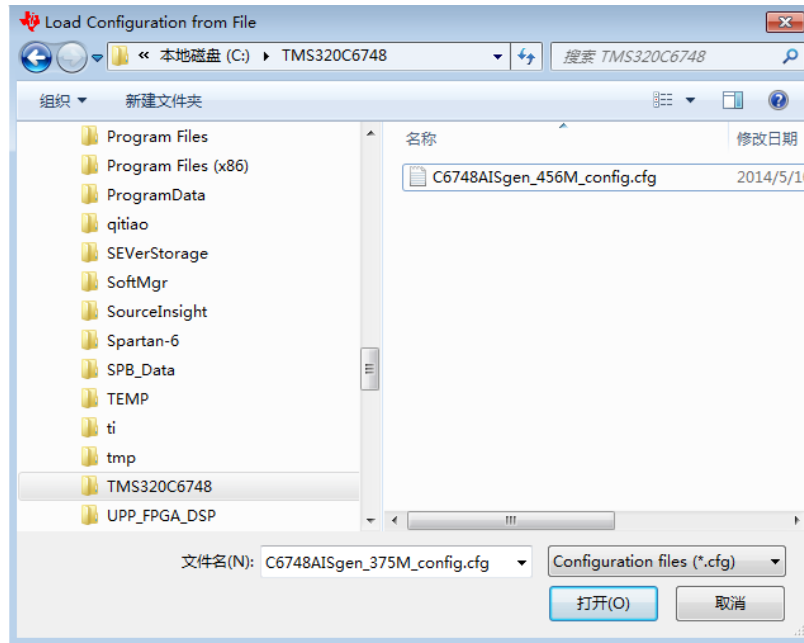 Load Configuration from File
« 本地磁盘 (C:) TMS320C6748
搜索 TMS320C6748
组织 新建文件夹
Program Files
Program Files (x86)
ProgramData
qitiao
SEVerStorage
SoftMgr
SourceInsight
Spartan-6
SPB_Data
TEMP
ti
tmp
TMS320C6748
UPP_FPGA_DSP
名称 修改日期
C6748AISgen_456M_config.cfg 2014/5/10
文件名(N): C6748AISgen_375M_config.cfg Configuration files (*.cfg)
打开(O) 取消